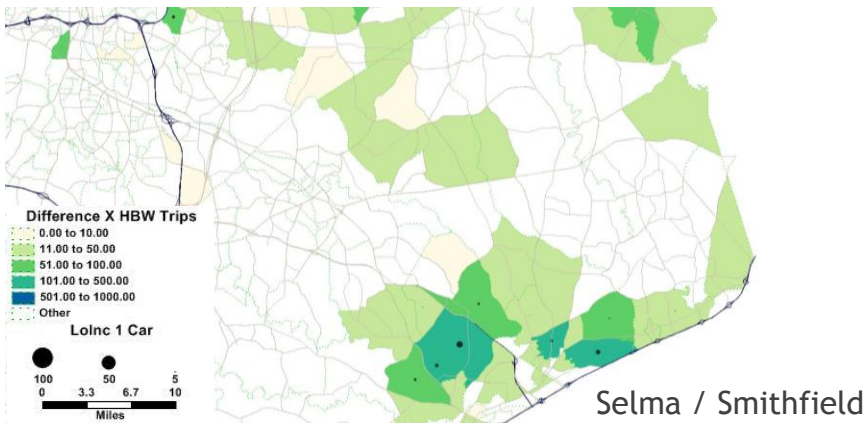 Difference X HBW Trips
0.00 to 10.00
11.00 to 50.00
51.00 to 100.00
101.00 to 500.00
501.00 to 1000.00
Other
LoInc 1 Car
100 50 5
0 3.3 6.7 10
Miles
Selma / Smithfield